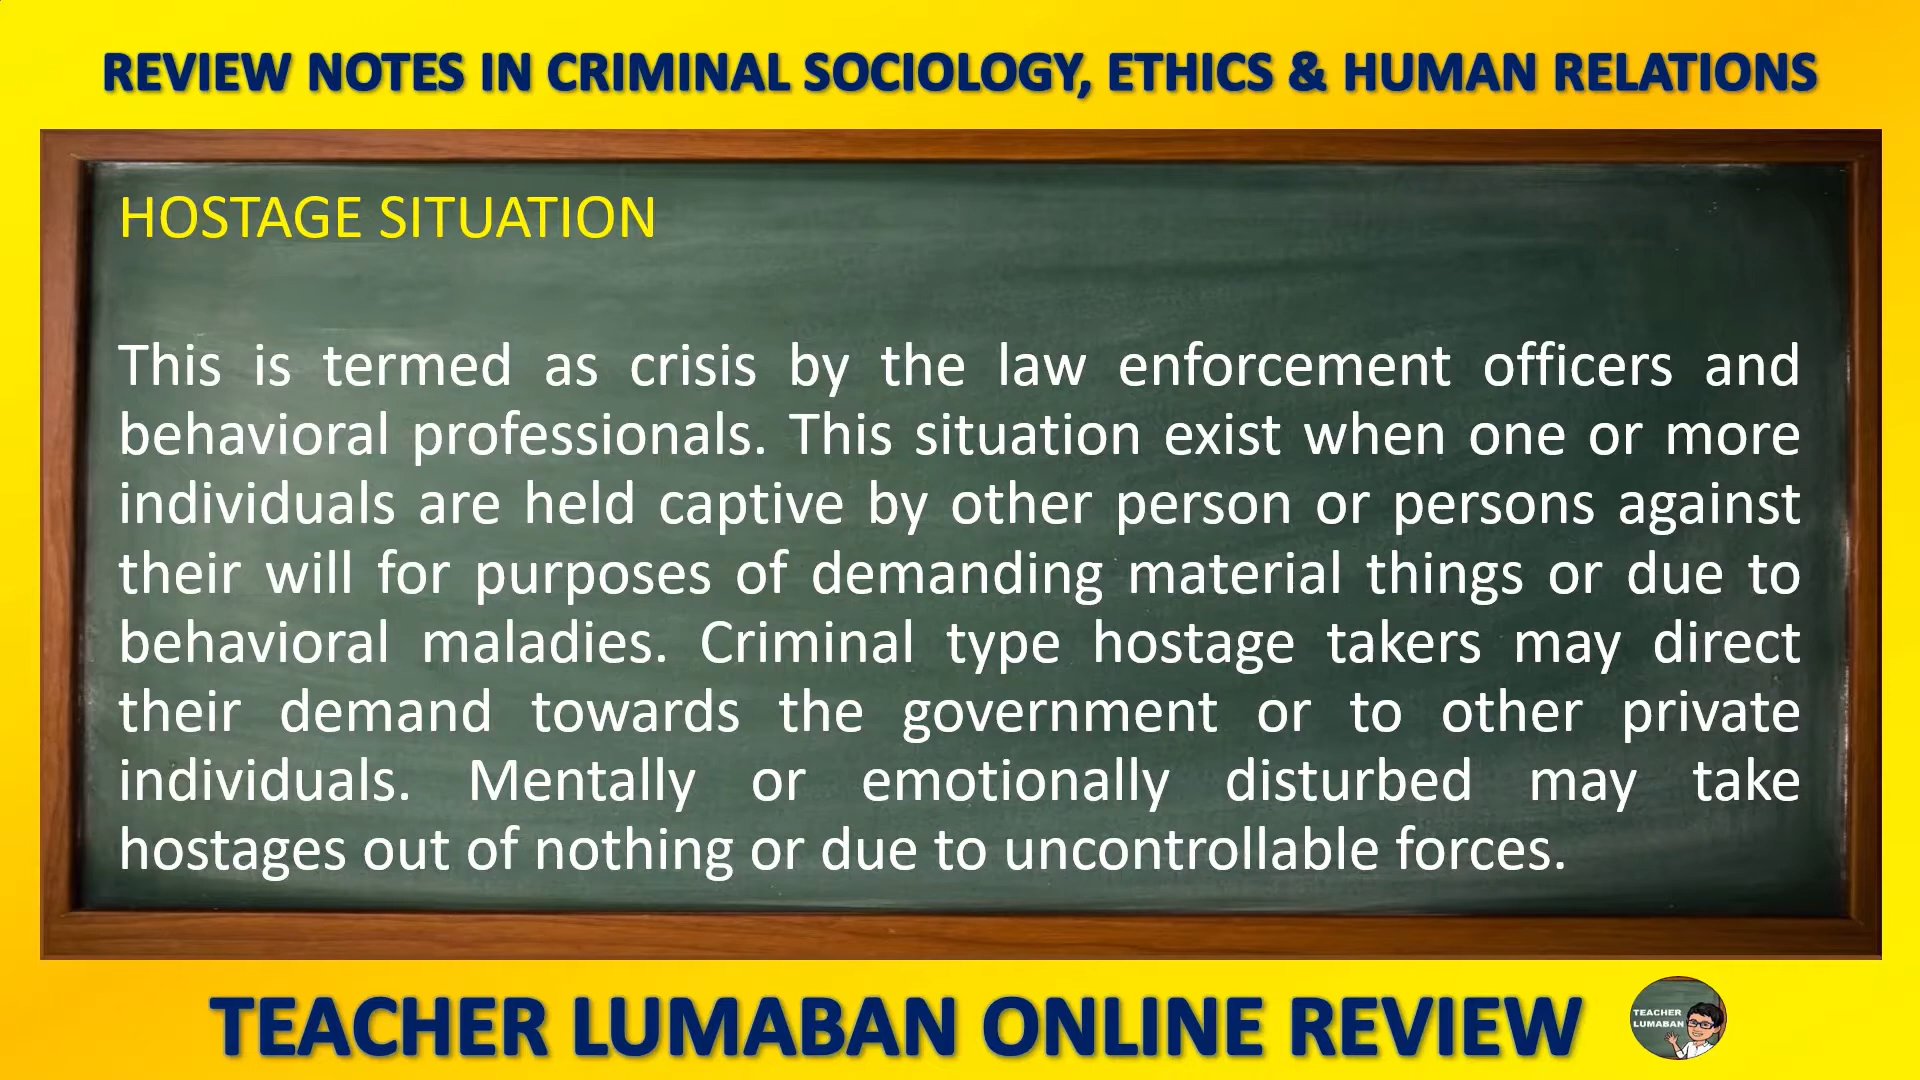 REVIEW NOTES IN CRIMINAL SOCIOLOGY, ETHICS & HUMAN RELATIONS
HOSTAGE SITUATION
This is termed as crisis by the law enforcement officers and
behavioral professionals. This situation exist when one or more
individuals are held captive by other person or persons against
their will for purposes of demanding material things or due to
behavioral maladies. Criminal type hostage takers may direct
their demand towards the government or to other private
individuals. Mentally or emotionally disturbed may take
hostages out of nothing or due to uncontrollable forces.
TEACHER LUMABAN ONLINE REVIEW
TEACHER
LUMABAN